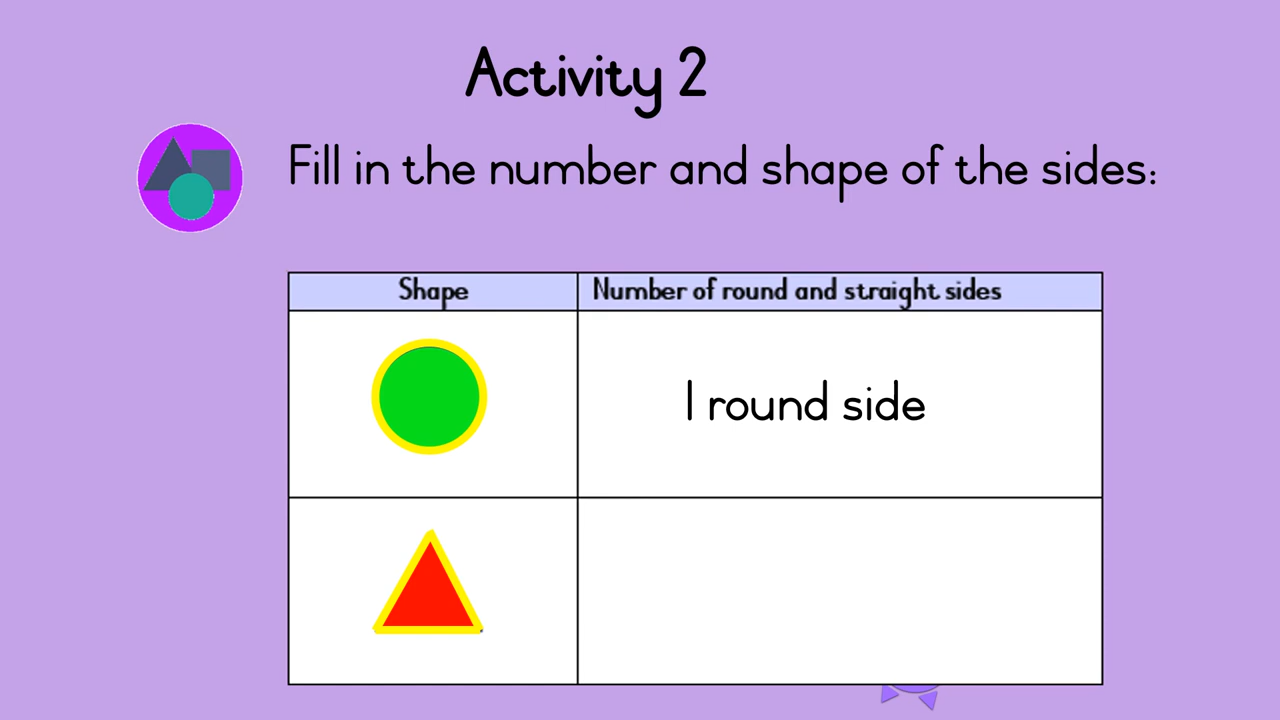 Activity 2
Fill in the number and shape of the sides:
Shape
Number of round and straight sides
1 round side